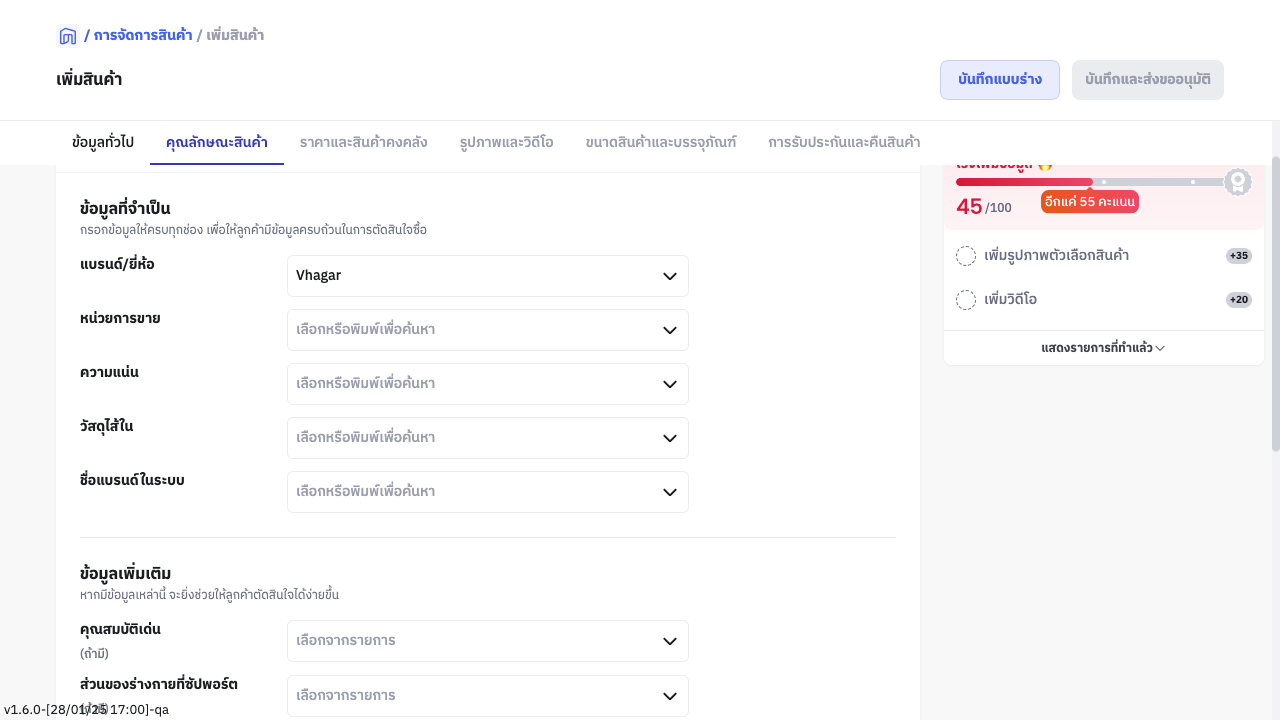 / การจัดการสินค้า / เพิ่มสินค้า
เพิ่มสินค้า
บันทึกแบบร่าง
บันทึกและส่งขออนุมัติ
ข้อมูลทั่วไป
คุณลักษณะสินค้า
ราคาและสินค้าคงคลัง
รูปภาพและวิดีโอ
ขนาดสินค้าและบรรจุภัณฑ์
การรับประกันและคืนสินค้า
ข้อมูลที่จำเป็น
กรอกข้อมูลให้ครบทุกช่อง เพื่อให้ลูกค้ามีข้อมูลครบถ้วนในการตัดสินใจซื้อ
แบรนด์/ยี่ห้อ
Vhagar
หน่วยการขาย
เลือกหรือพิมพ์เพื่อค้นหา
ความแน่น
เลือกหรือพิมพ์เพื่อค้นหา
วัสดุไส้ใน
เลือกหรือพิมพ์เพื่อค้นหา
ชื่อแบรนด์ในระบบ
เลือกหรือพิมพ์เพื่อค้นหา
ข้อมูลเพิ่มเติม
หากมีข้อมูลเหล่านี้ จะยิ่งช่วยให้ลูกค้าตัดสินใจได้ง่ายขึ้น
คุณสมบัติเด่น
(ถ้ามี)
เลือกจากรายการ
ส่วนของร่างกายที่ซัปพอร์ต
เลือกจากรายการ
v1.6.0-[28/01/25 17:00]-qa
45/100
อีกแค่ 55 คะแนน
เพิ่มรูปภาพตัวเลือกสินค้า
+35
เพิ่มวิดีโอ
+20
แสดงรายการที่ทำแล้ว